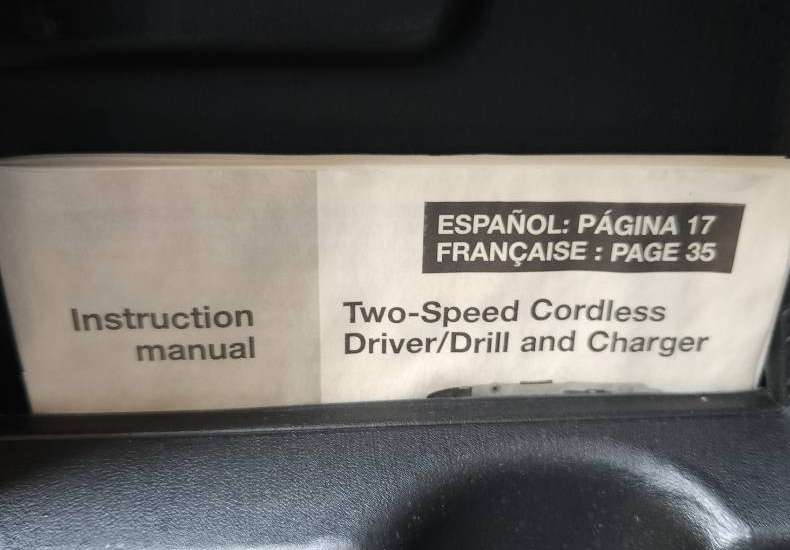 ESPAÑOL: PÁGINA 17
FRANÇAISE : PAGE 35
Instruction
manual
Two-Speed Cordless
Driver/Drill and Charger